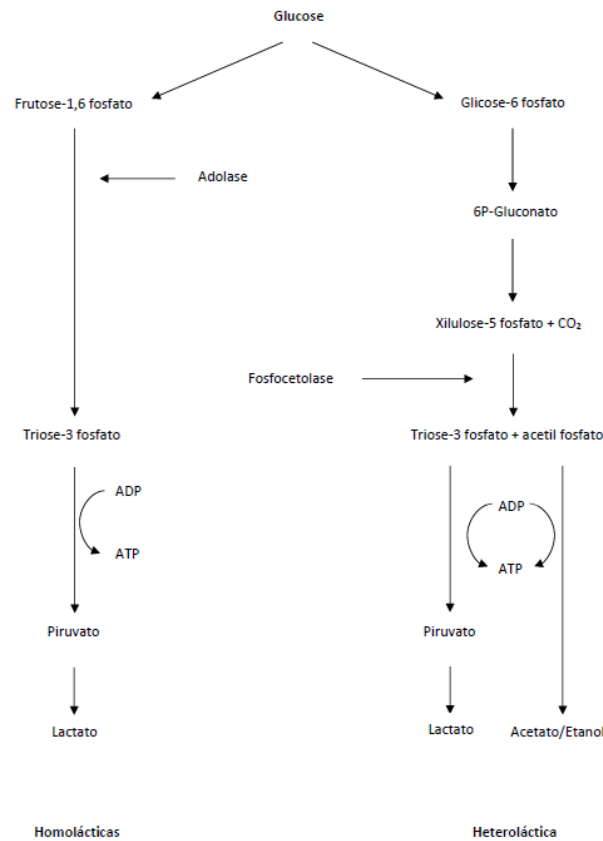 Glucose
Frutose-1,6 fosfato
Glicose-6 fosfato
Adolase
6P-Gluconato
Xilulose-5 fosfato + CO₂
Fosfocetolase
Triose-3 fosfato
Triose-3 fosfato + acetil fosfato
ADP
ADP
ATP
ATP
Piruvato
Piruvato
Lactato
Lactato
Acetato/Etanol
Homolácticas
Heteroláctica